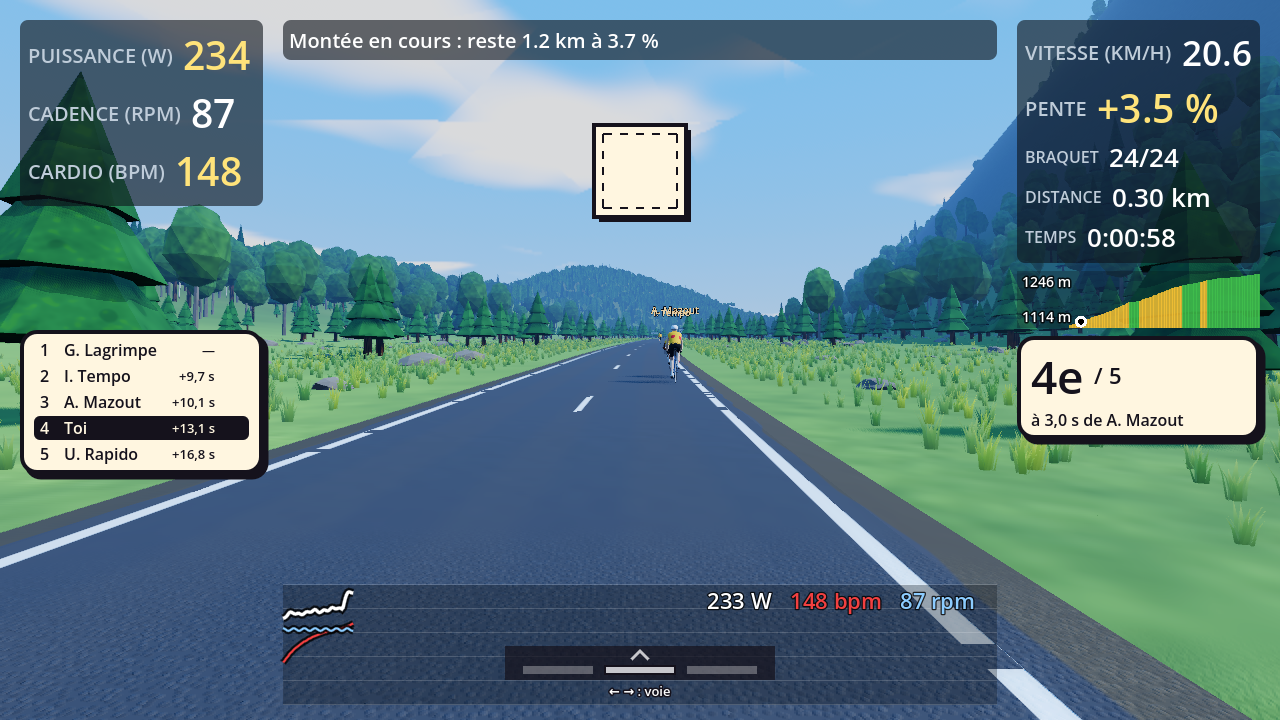 PUISSANCE (W) 234
CADENCE (RPM) 87
CARDIO (BPM) 148
Montée en cours : reste 1.2 km à 3.7 %
VITESSE (KM/H) 20.6
PENTE +3.5 %
BRAQUET 24/24
DISTANCE 0.30 km
TEMPS 0:00:58
1246 m
1114 m
A. Mazout
1 G. Lagrimpe —
2 I. Tempo +9,7 s
3 A. Mazout +10,1 s
4 Toi +13,1 s
5 U. Rapido +16,8 s
4e / 5
à 3,0 s de A. Mazout
233 W 148 bpm 87 rpm
← → : voie